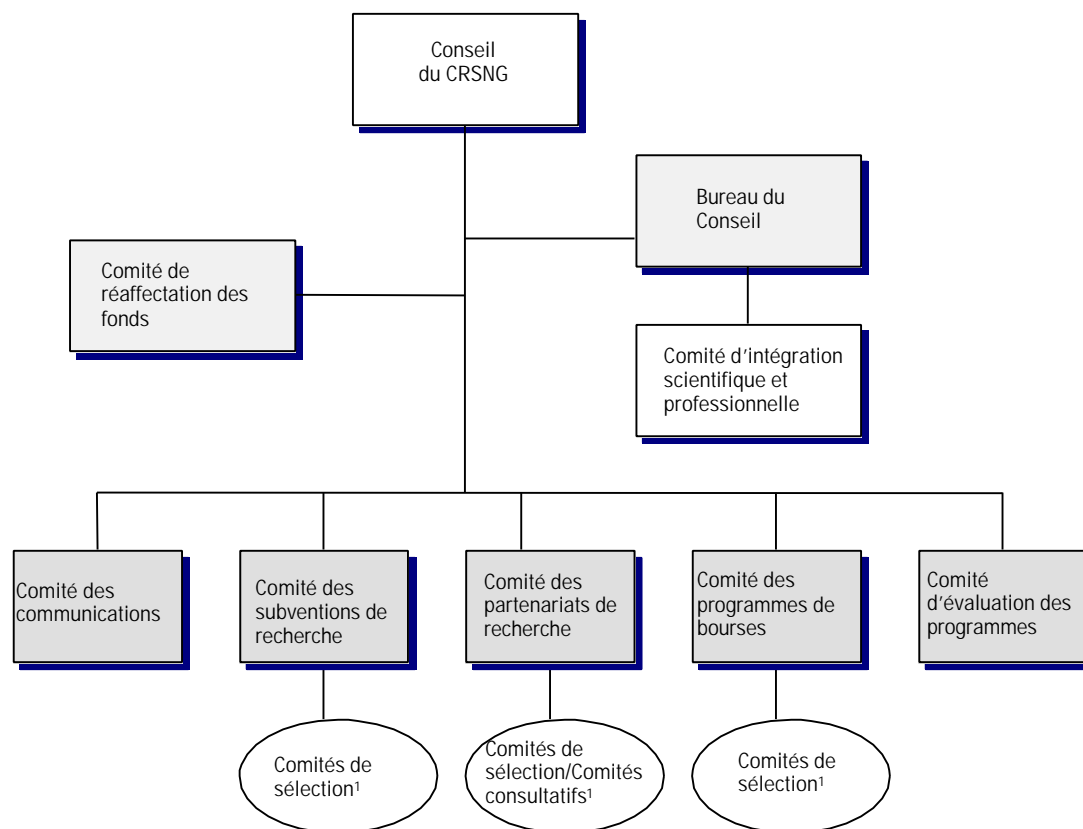 Conseil
du CRSNG
Bureau du
Conseil
Comité de
réaffectation des
fonds
Comité d'intégration
scientifique et
professionnelle
Comité des
communications
Comité des
subventions de
recherche
Comité des
partenariats de
recherche
Comité des
programmes de
bourses
Comité
d'évaluation des
programmes
Comités de
sélection¹
Comités de
sélection/Comités
consultatifs¹
Comités de
sélection¹